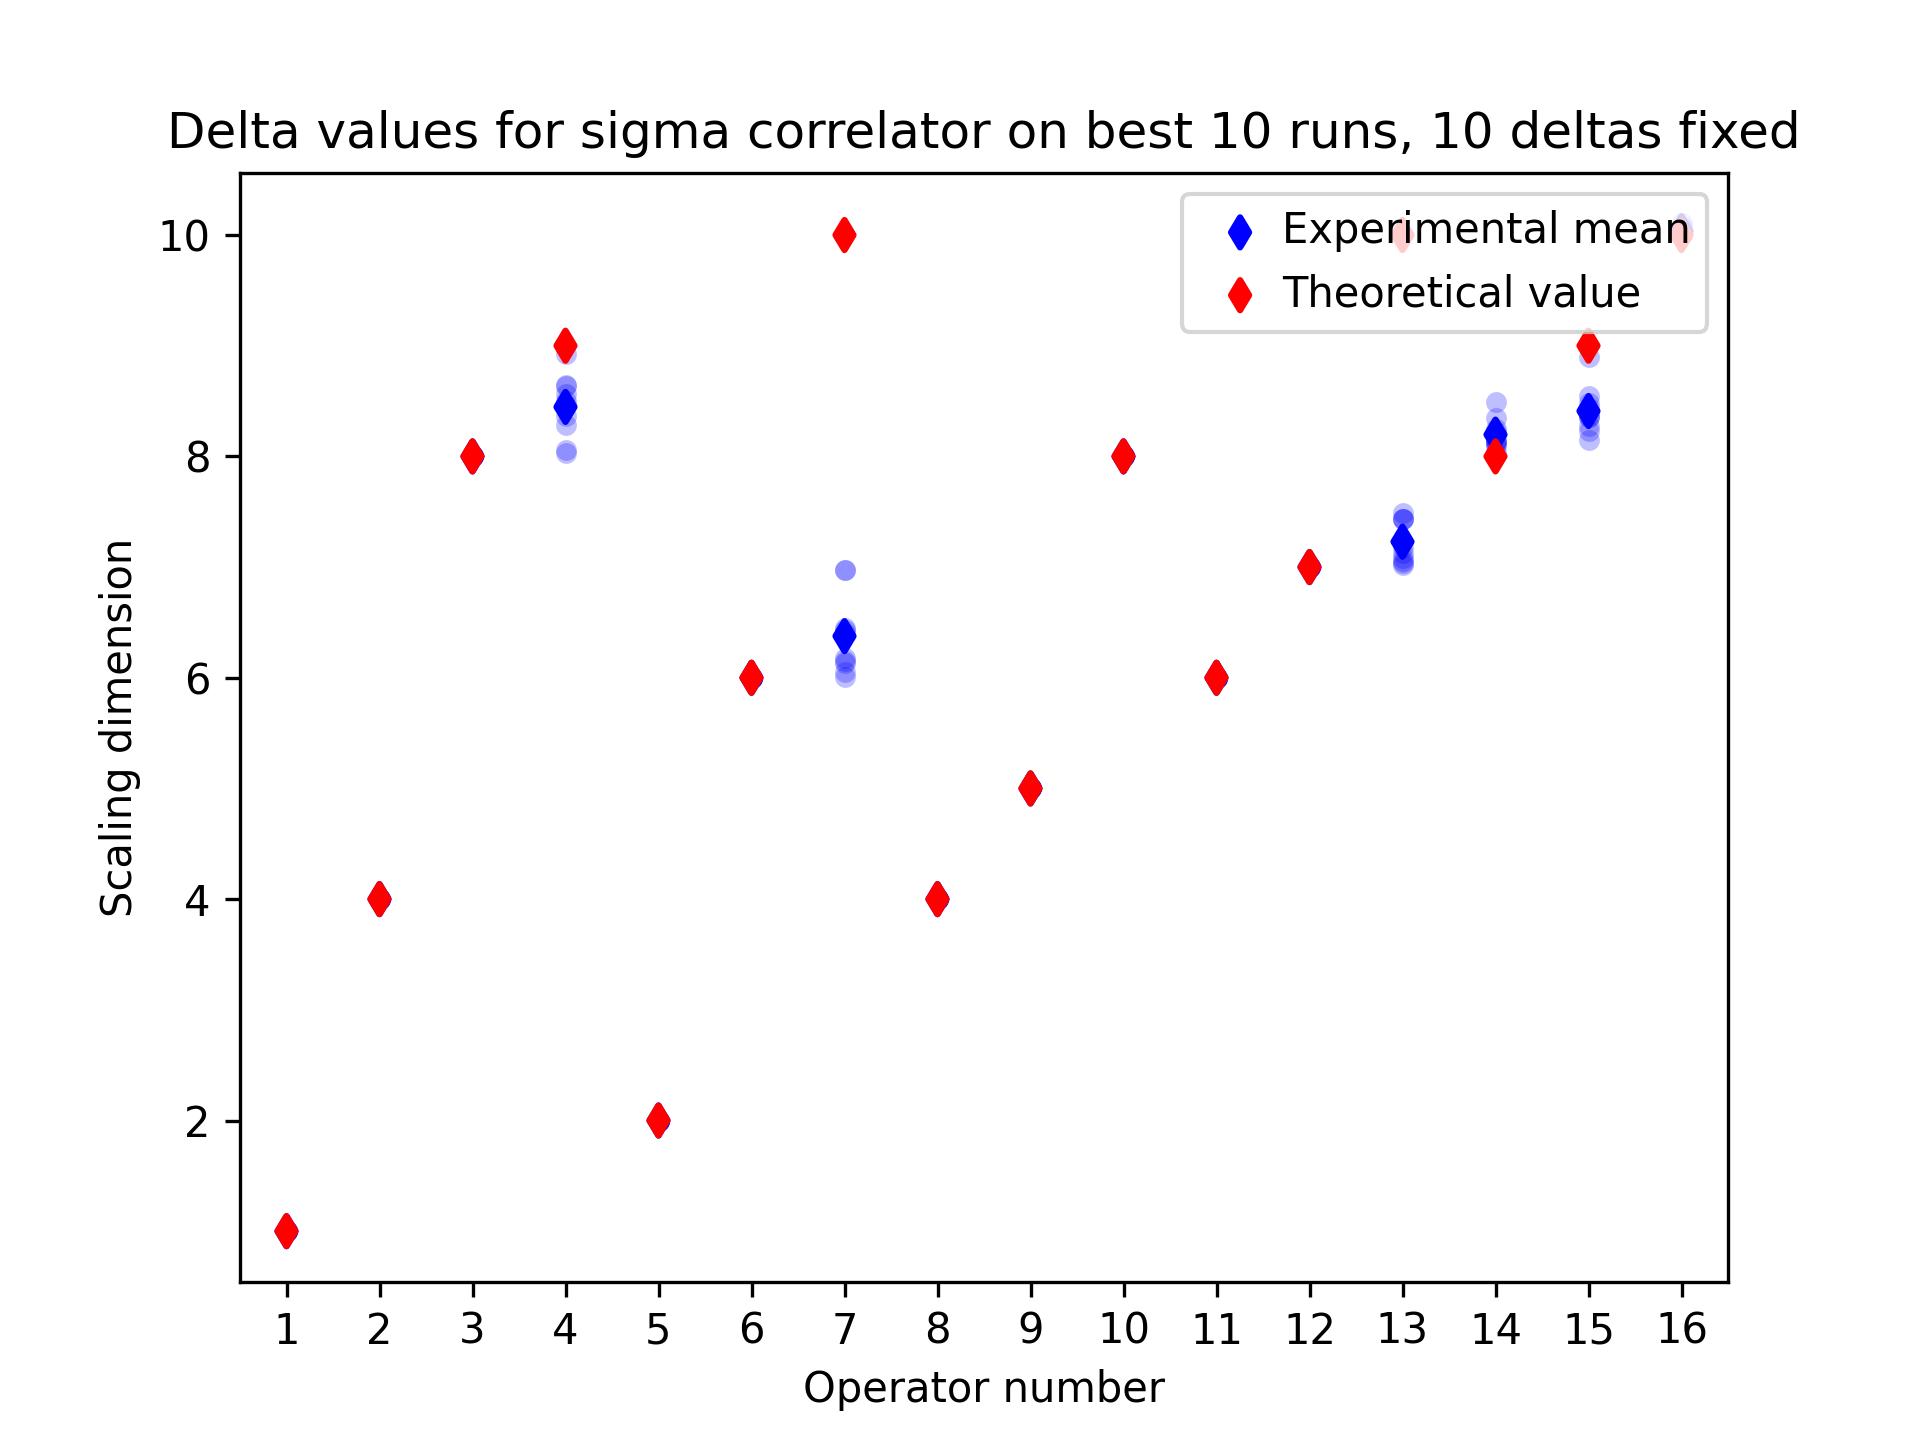 Delta values for sigma correlator on best 10 runs, 10 deltas fixed
Experimental mean
Theoretical value
10
8
6
4
2
Scaling dimension
1 2 3 4 5 6 7 8 9 10 11 12 13 14 15 16
Operator number